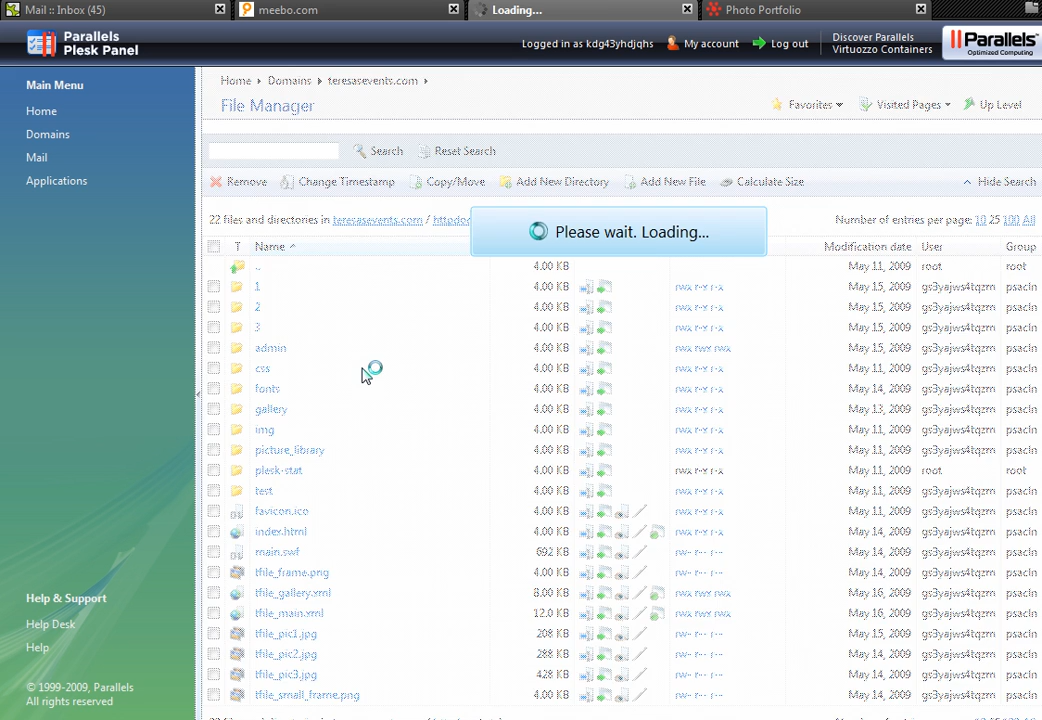 Mail :: Inbox (45)
meebo.com
Loading...
Photo Portfolio
Parallels
Plesk Panel
Logged in as kdg43yhdjqhs
My account
Log out
Discover Parallels
Virtuozzo Containers
Parallels
Optimized Computing
Main Menu
Home
Domains
Mail
Applications
Home
Domains
teresasevents.com
File Manager
Favorites
Visited Pages
Up Level
Search
Reset Search
Remove
Change Timestamp
Copy/Move
Add New Directory
Add New File
Calculate Size
Hide Search
22 files and directories in teresasevents.com /
Number of entries per page: 10 25 100 All
Please wait. Loading...
T Name Modification date User Group
.. 4.00 KB May 11, 2009 root root
1 4.00 KB rwx r-x r-x May 15, 2009 gs3yajws4tqzrn psacln
2 4.00 KB rwx r-x r-x May 15, 2009 gs3yajws4tqzrn psacln
3 4.00 KB rwx r-x r-x May 15, 2009 gs3yajws4tqzrn psacln
admin 4.00 KB rwx rwx rwx May 15, 2009 gs3yajws4tqzrn psacln
css 4.00 KB rwx r-x r-x May 11, 2009 gs3yajws4tqzrn psacln
fonts 4.00 KB rwx r-x r-x May 14, 2009 gs3yajws4tqzrn psacln
gallery 4.00 KB rwx r-x r-x May 13, 2009 gs3yajws4tqzrn psacln
img 4.00 KB rwx r-x r-x May 11, 2009 gs3yajws4tqzrn psacln
picture_library 4.00 KB rwx r-x r-x May 11, 2009 gs3yajws4tqzrn psacln
plesk-stat 4.00 KB rwx r-x r-x May 11, 2009 root root
test 4.00 KB rwx r-x r-x May 11, 2009 gs3yajws4tqzrn psacln
favicon.ico 4.00 KB rwx r-x r-x May 11, 2009 gs3yajws4tqzrn psacln
index.html 4.00 KB rwx r-x r-x May 14, 2009 gs3yajws4tqzrn psacln
main.swf 692 KB rw- r-- r-- May 14, 2009 gs3yajws4tqzrn psacln
tfile_frame.png 4.00 KB rw- r-- r-- May 14, 2009 gs3yajws4tqzrn psacln
tfile_gallery.xml 8.00 KB rwx rwx rwx May 16, 2009 gs3yajws4tqzrn psacln
tfile_main.xml 12.0 KB rwx rwx rwx May 16, 2009 gs3yajws4tqzrn psacln
tfile_pic1.jpg 208 KB rw- r-- r-- May 15, 2009 gs3yajws4tqzrn psacln
tfile_pic2.jpg 288 KB rw- r-- r-- May 14, 2009 gs3yajws4tqzrn psacln
tfile_pic3.jpg 428 KB rw- r-- r-- May 14, 2009 gs3yajws4tqzrn psacln
tfile_small_frame.png 4.00 KB rw- r-- r-- May 14, 2009 gs3yajws4tqzrn psacln
Help & Support
Help Desk
Help
© 1999-2009, Parallels
All rights reserved